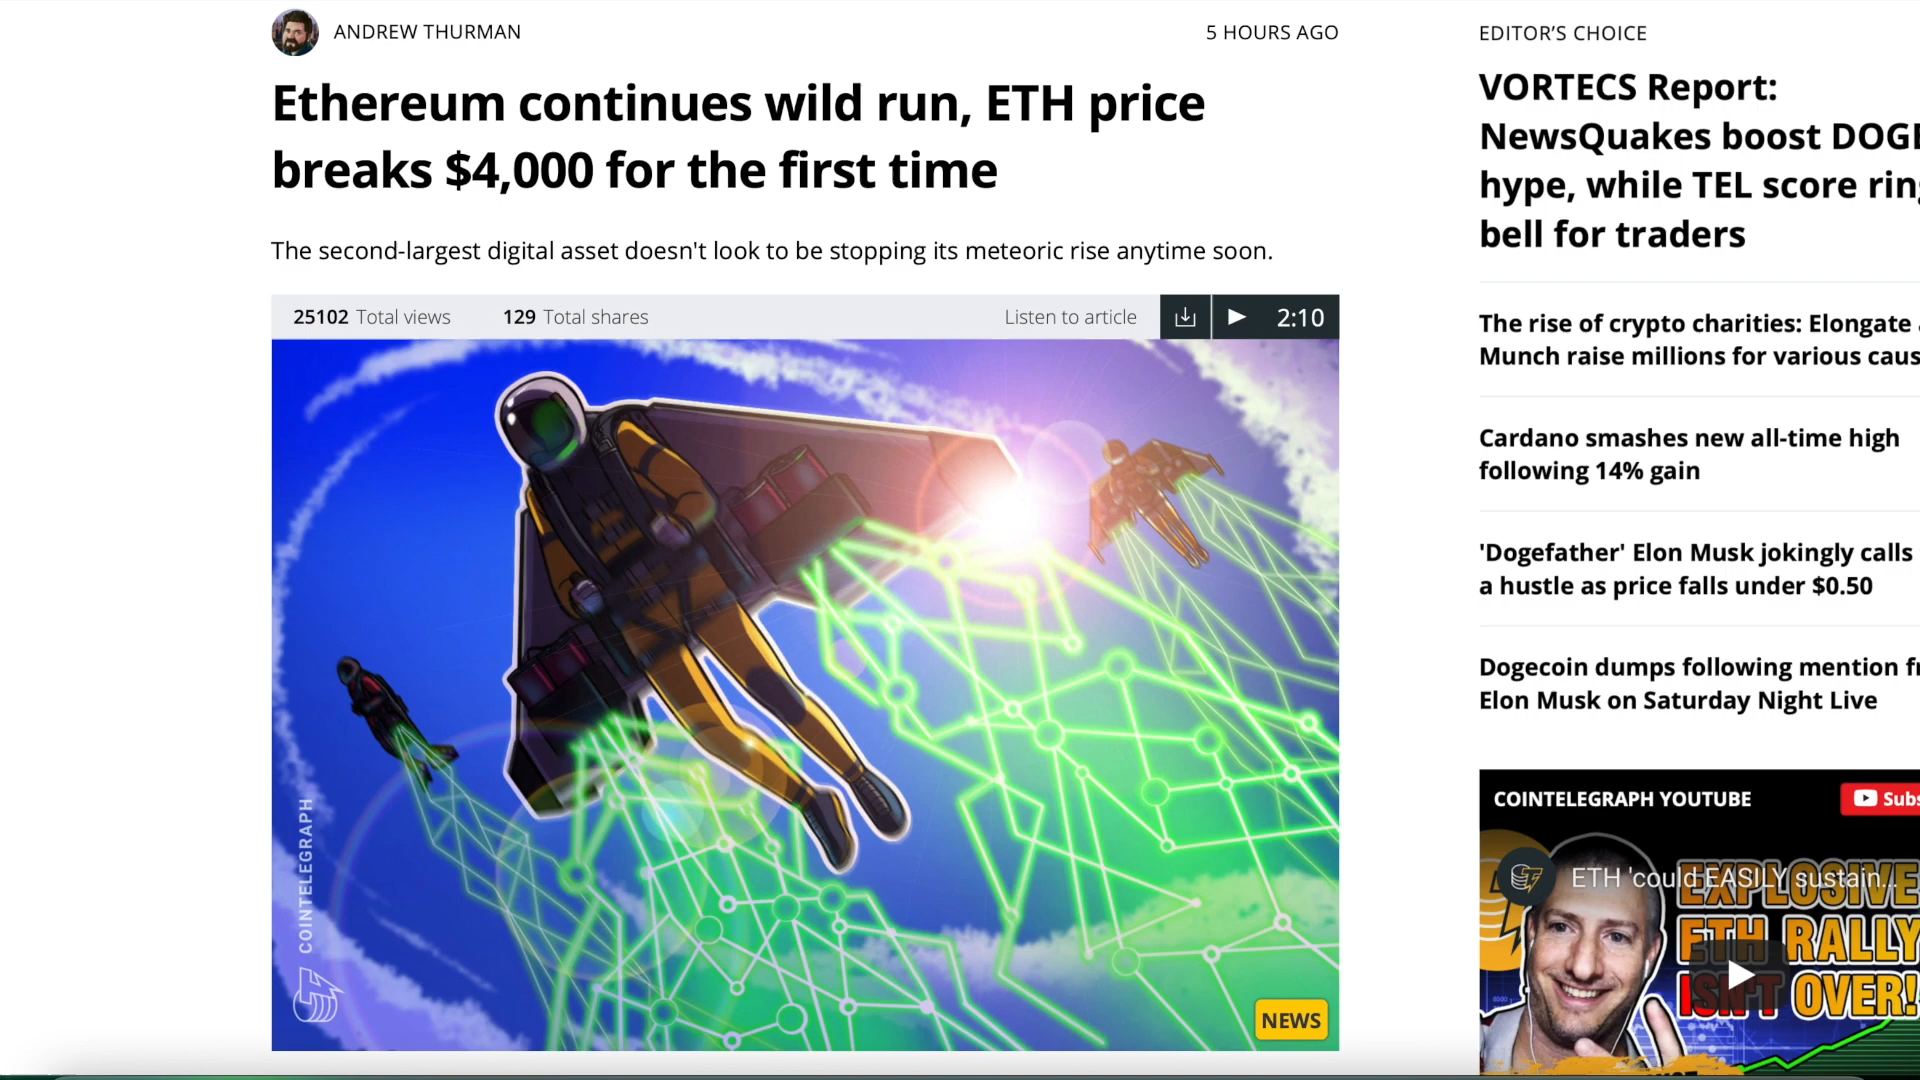 ANDREW THURMAN
5 HOURS AGO
Ethereum continues wild run, ETH price
breaks $4,000 for the first time
The second-largest digital asset doesn't look to be stopping its meteoric rise anytime soon.
25102 Total views
129 Total shares
Listen to article
2:10
COINTELEGRAPH
NEWS
EDITOR'S CHOICE
VORTECS Report:
NewsQuakes boost DOGE
hype, while TEL score
bell for traders
The rise of crypto charities: Elongate
Munch raise millions for various
Cardano smashes new all-time high
following 14% gain
'Dogefather' Elon Musk jokingly calls
a hustle as price falls under $0.50
Dogecoin dumps following mention
Elon Musk on Saturday Night Live
COINTELEGRAPH YOUTUBE
ETH 'could EASILY sustain...
EXPLOSIVE
ETH RALLY
ISN'T OVER!